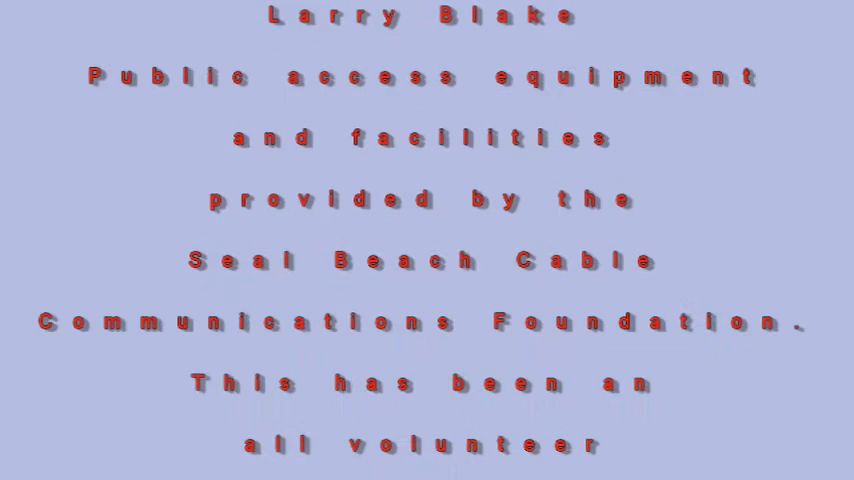 Larry Blake
Public access equipment
and facilities
provided by the
Seal Beach Cable
Communications Foundation.
This has been an
all volunteer